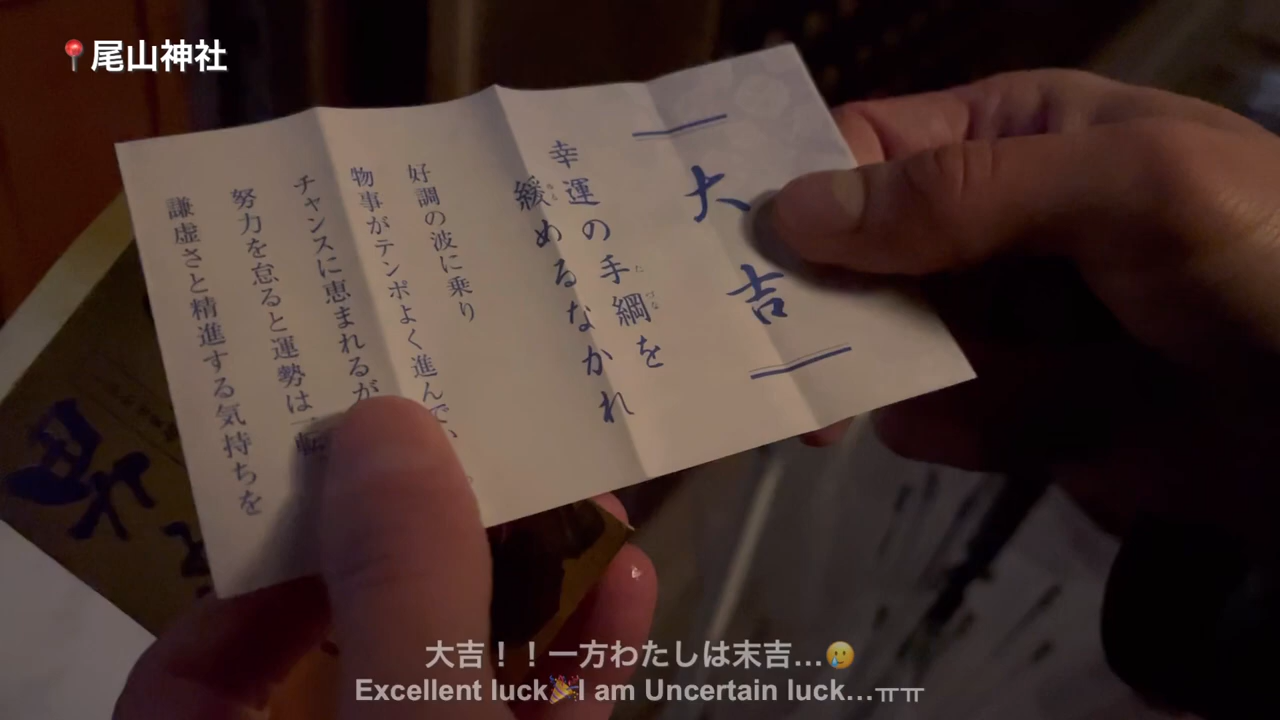 📍尾山神社
大吉
幸運の手綱を
緩めるなかれ
好調の波に乗り
物事がテンポよく進んで、
チャンスに恵まれるが
努力を怠ると運勢は一転
謙虚さと精進する気持ちを
大吉！！一方わたしは末吉…🥲
Excellent luck🎉I am Uncertain luck…ㅠㅠ